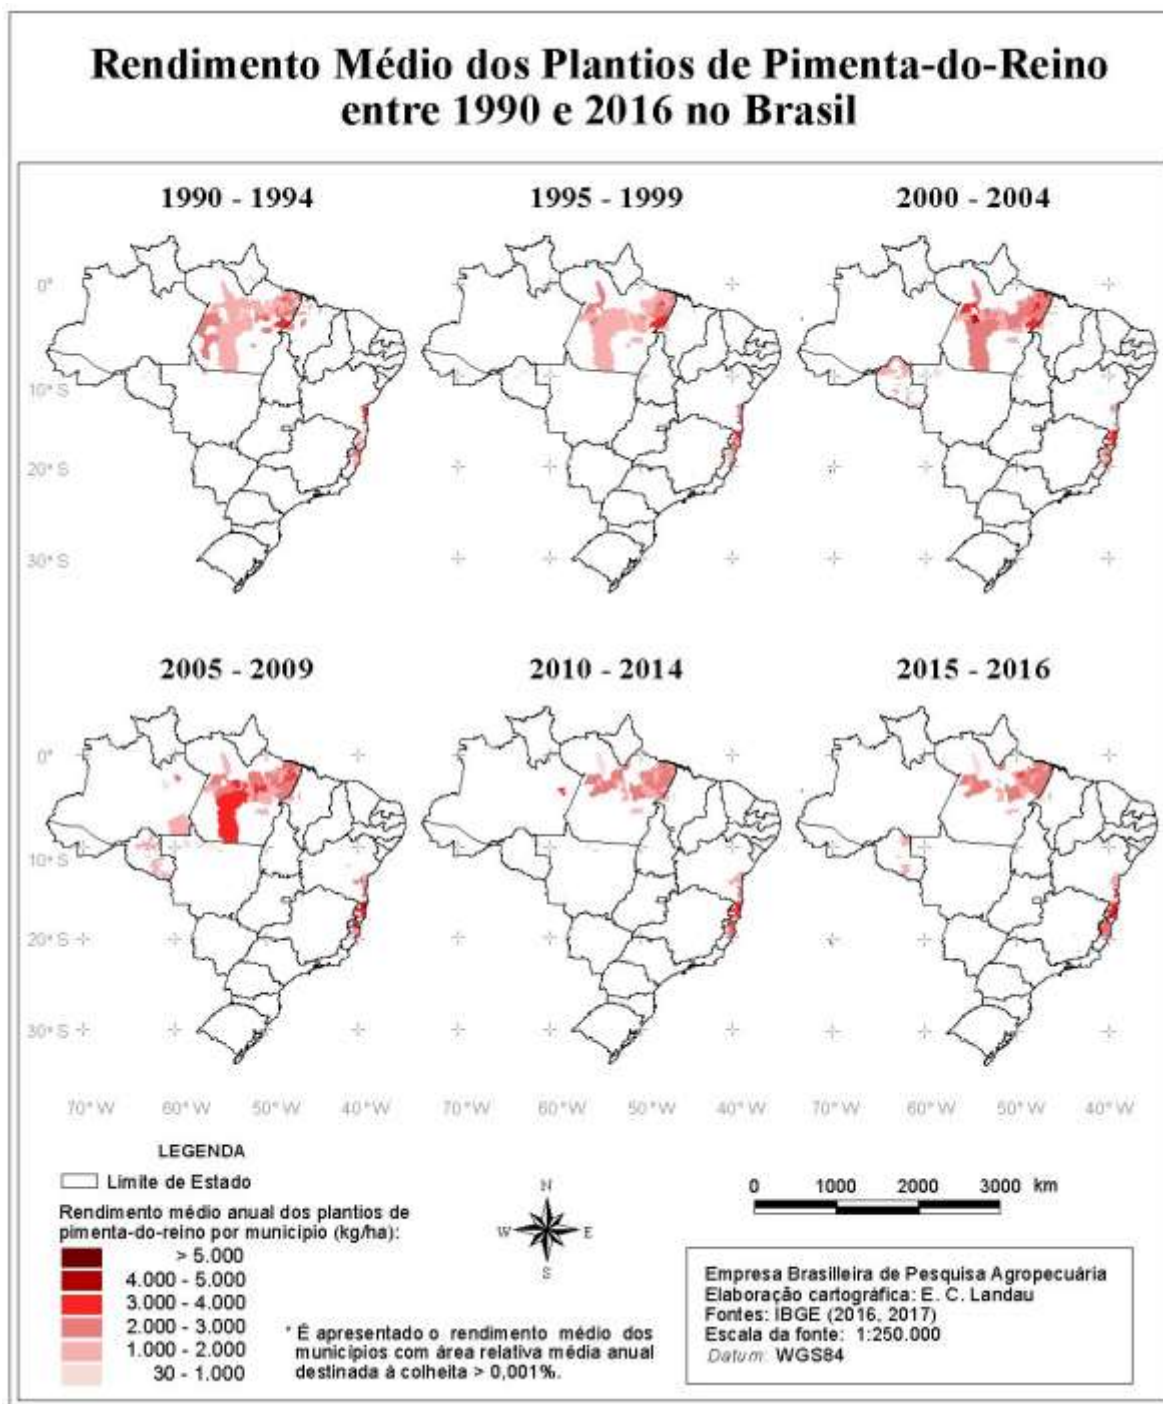 Rendimento Médio dos Plantios de Pimenta-do-Reino
entre 1990 e 2016 no Brasil
1990 - 1994
1995 - 1999
2000 - 2004
0°
10° S
20° S
30° S
2005 - 2009
2010 - 2014
2015 - 2016
0°
10° S
20° S
30° S
70° W 60° W 50° W 40° W 70° W 60° W 50° W 40° W 70° W 60° W 50° W 40° W
LEGENDA
Limite de Estado
Rendimento médio anual dos plantios de
pimenta-do-reino por município (kg/ha):
> 5.000
4.000 - 5.000
3.000 - 4.000
2.000 - 3.000
1.000 - 2.000
30 - 1.000
N
W E
S
* É apresentado o rendimento médio dos
municípios com área relativa média anual
destinada à colheita > 0,001%.
0 1000 2000 3000 km
Empresa Brasilleira de Pesquisa Agropecuária
Elaboração cartográfica: E. C. Landau
Fontes: IBGE (2016, 2017)
Escala da fonte: 1:250.000
Datum: WGS84